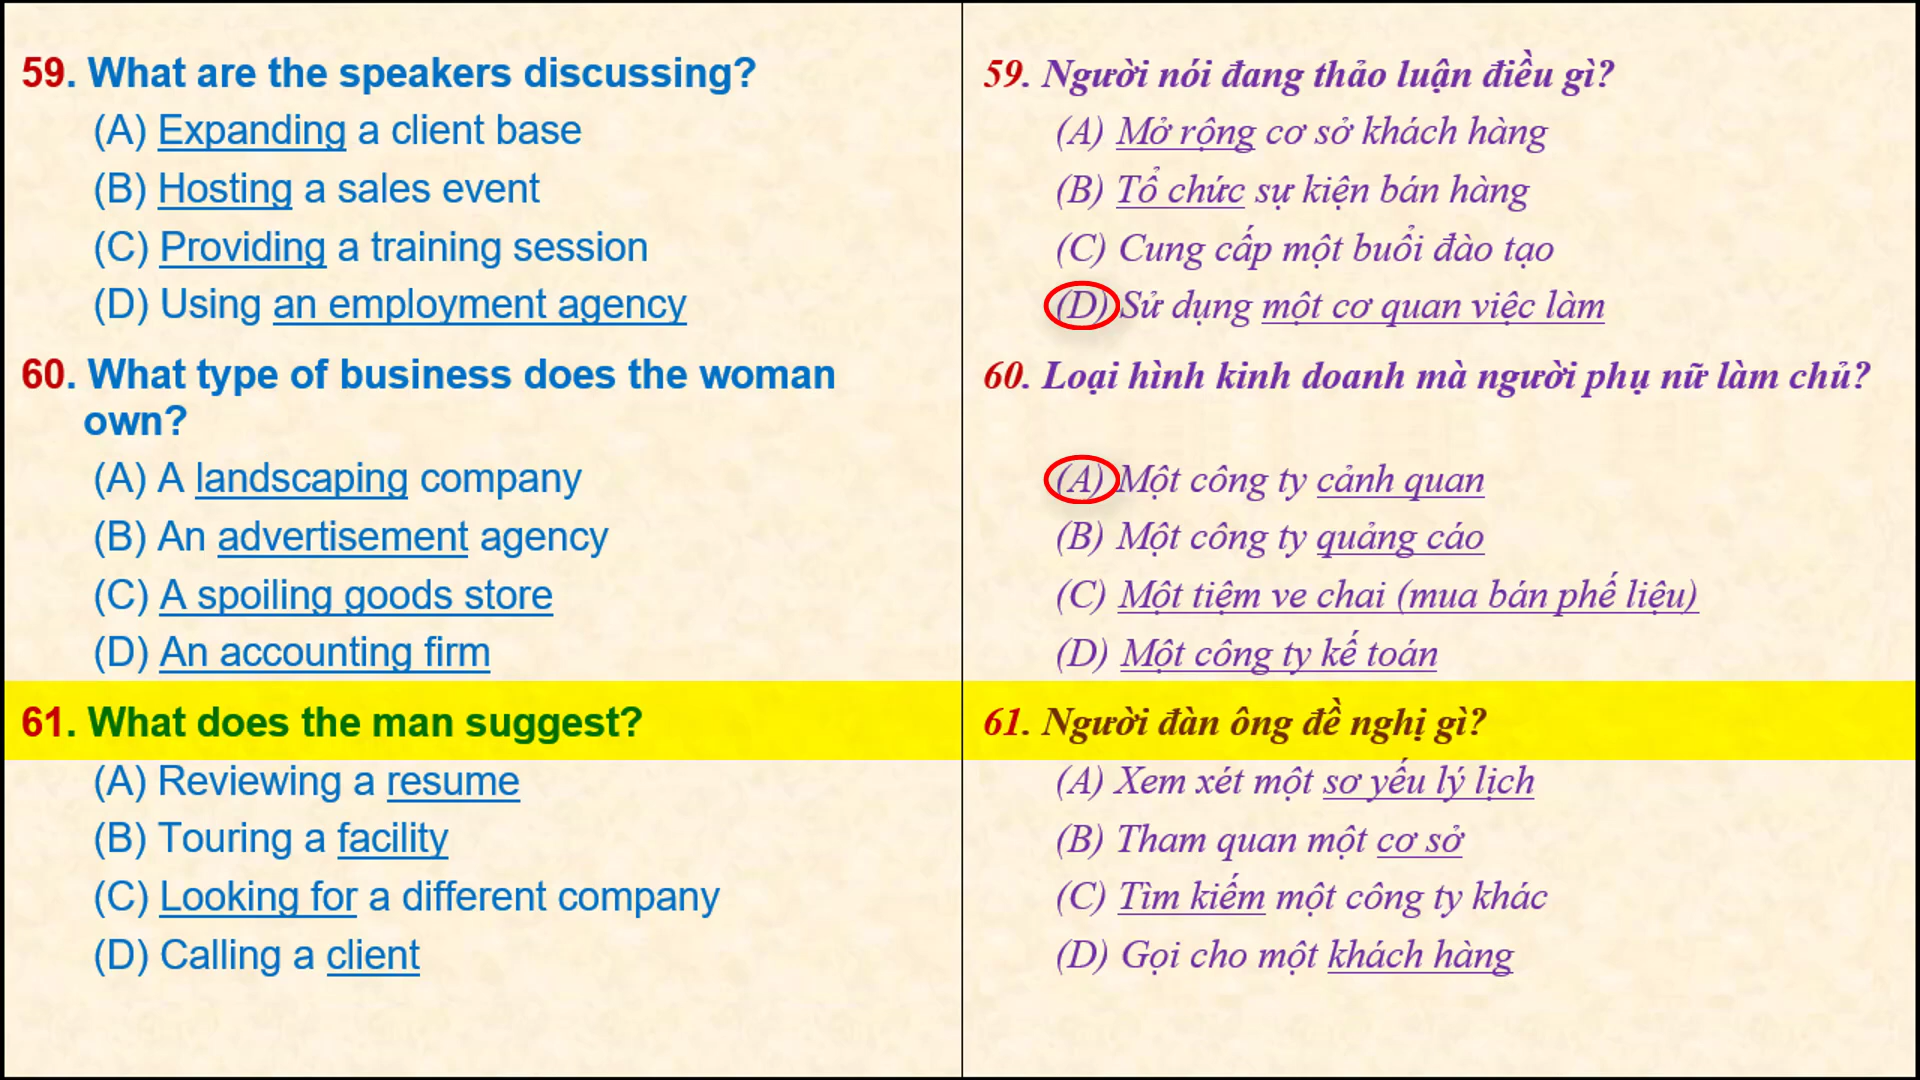 59. What are the speakers discussing?
(A) Expanding a client base
(B) Hosting a sales event
(C) Providing a training session
(D) Using an employment agency
60. What type of business does the woman
own?
(A) A landscaping company
(B) An advertisement agency
(C) A spoiling goods store
(D) An accounting firm
61. What does the man suggest?
(A) Reviewing a resume
(B) Touring a facility
(C) Looking for a different company
(D) Calling a client
59. Người nói đang thảo luận điều gì?
(A) Mở rộng cơ sở khách hàng
(B) Tổ chức sự kiện bán hàng
(C) Cung cấp một buổi đào tạo
(D) Sử dụng một cơ quan việc làm
60. Loại hình kinh doanh mà người phụ nữ làm chủ?
(A) Một công ty cảnh quan
(B) Một công ty quảng cáo
(C) Một tiệm ve chai (mua bán phế liệu)
(D) Một công ty kế toán
61. Người đàn ông đề nghị gì?
(A) Xem xét một sơ yếu lý lịch
(B) Tham quan một cơ sở
(C) Tìm kiếm một công ty khác
(D) Gọi cho một khách hàng